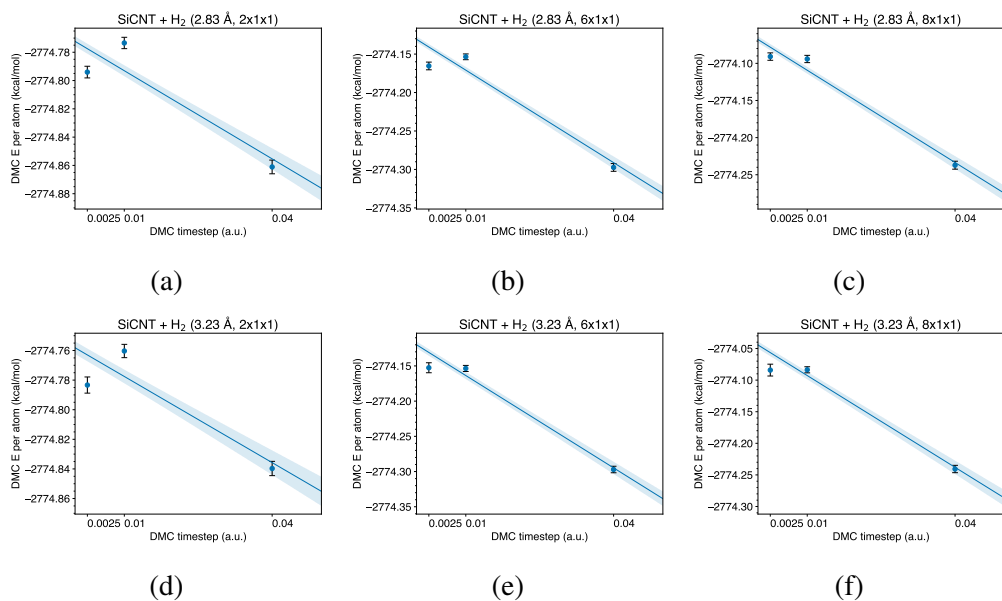 SiCNT + H₂ (2.83 Å, 2x1x1)
DMC E per atom (kcal/mol)
−2774.78
−2774.80
−2774.82
−2774.84
−2774.86
−2774.88
0.0025 0.01 0.04
DMC timestep (a.u.)
(a)
SiCNT + H₂ (2.83 Å, 6x1x1)
DMC E per atom (kcal/mol)
−2774.15
−2774.20
−2774.25
−2774.30
−2774.35
0.0025 0.01 0.04
DMC timestep (a.u.)
(b)
SiCNT + H₂ (2.83 Å, 8x1x1)
DMC E per atom (kcal/mol)
−2774.10
−2774.15
−2774.20
−2774.25
0.0025 0.01 0.04
DMC timestep (a.u.)
(c)
SiCNT + H₂ (3.23 Å, 2x1x1)
DMC E per atom (kcal/mol)
−2774.76
−2774.78
−2774.80
−2774.82
−2774.84
−2774.86
0.0025 0.01 0.04
DMC timestep (a.u.)
(d)
SiCNT + H₂ (3.23 Å, 6x1x1)
DMC E per atom (kcal/mol)
−2774.15
−2774.20
−2774.25
−2774.30
−2774.35
0.0025 0.01 0.04
DMC timestep (a.u.)
(e)
SiCNT + H₂ (3.23 Å, 8x1x1)
DMC E per atom (kcal/mol)
−2774.05
−2774.10
−2774.15
−2774.20
−2774.25
−2774.30
0.0025 0.01 0.04
DMC timestep (a.u.)
(f)